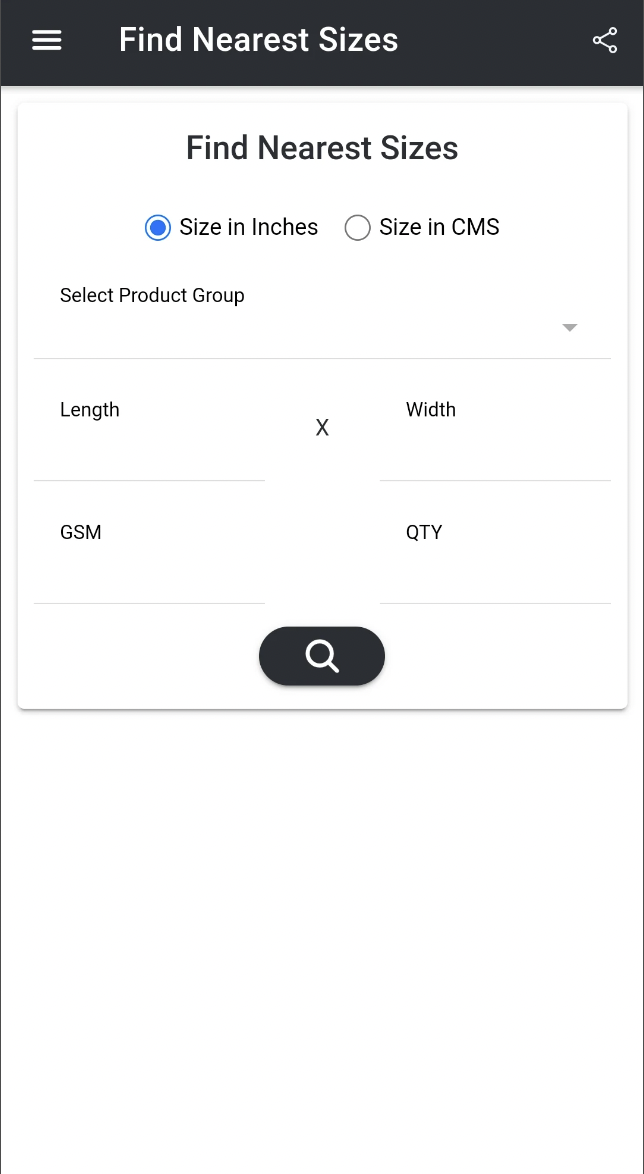 Find Nearest Sizes
Find Nearest Sizes
Size in Inches Size in CMS
Select Product Group
Length X Width
GSM QTY